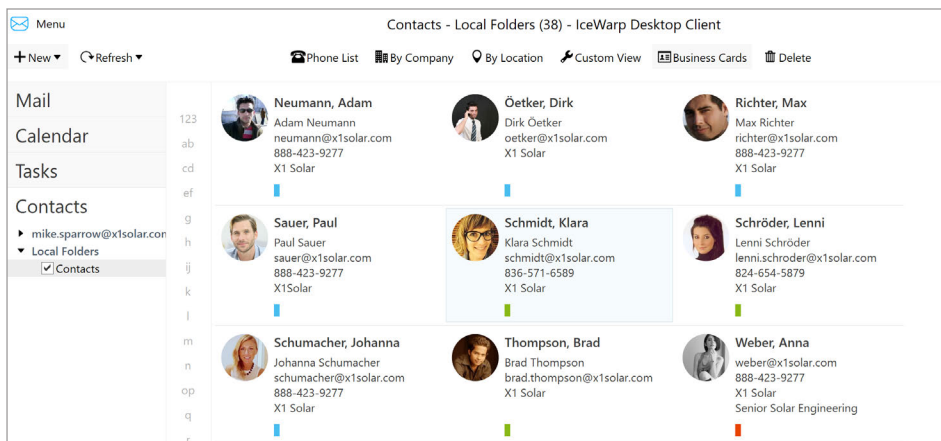 Menu
Contacts - Local Folders (38) - IceWarp Desktop Client
New
Refresh
Phone List
By Company
By Location
Custom View
Business Cards
Delete
Mail
Calendar
Tasks
Contacts
mike.sparrow@x1solar.con
Local Folders
Contacts
123
ab
cd
ef
g
h
ij
k
l
m
n
op
q
Neumann, Adam
Adam Neumann
neumann@x1solar.com
888-423-9277
X1 Solar
Öetker, Dirk
Dirk Öetker
oetker@x1solar.com
X1 Solar
Richter, Max
Max Richter
richter@x1solar.com
888-423-9277
X1 Solar
Sauer, Paul
Paul Sauer
sauer@x1solar.com
888-423-9277
X1Solar
Schmidt, Klara
Klara Schmidt
schmidt@x1solar.com
836-571-6589
X1 Solar
Schröder, Lenni
Lenni Schröder
lenni.schroder@x1solar.com
824-654-5879
X1 Solar
Schumacher, Johanna
Johanna Schumacher
schumacher@x1solar.com
888-423-9277
X1 Solar
Thompson, Brad
Brad Thompson
brad.thompson@x1solar.com
X1 Solar
Weber, Anna
weber@x1solar.com
888-423-9277
X1 Solar
Senior Solar Engineering